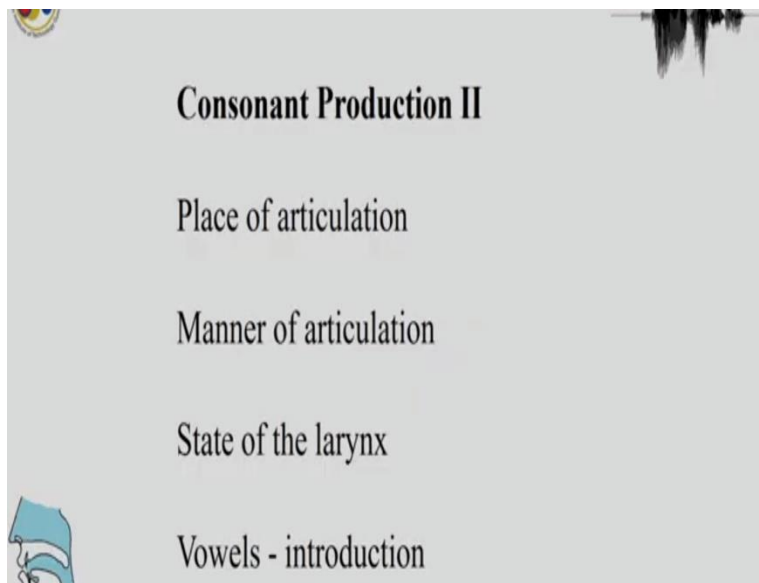 Consonant Production II
Place of articulation
Manner of articulation
State of the larynx
Vowels - introduction